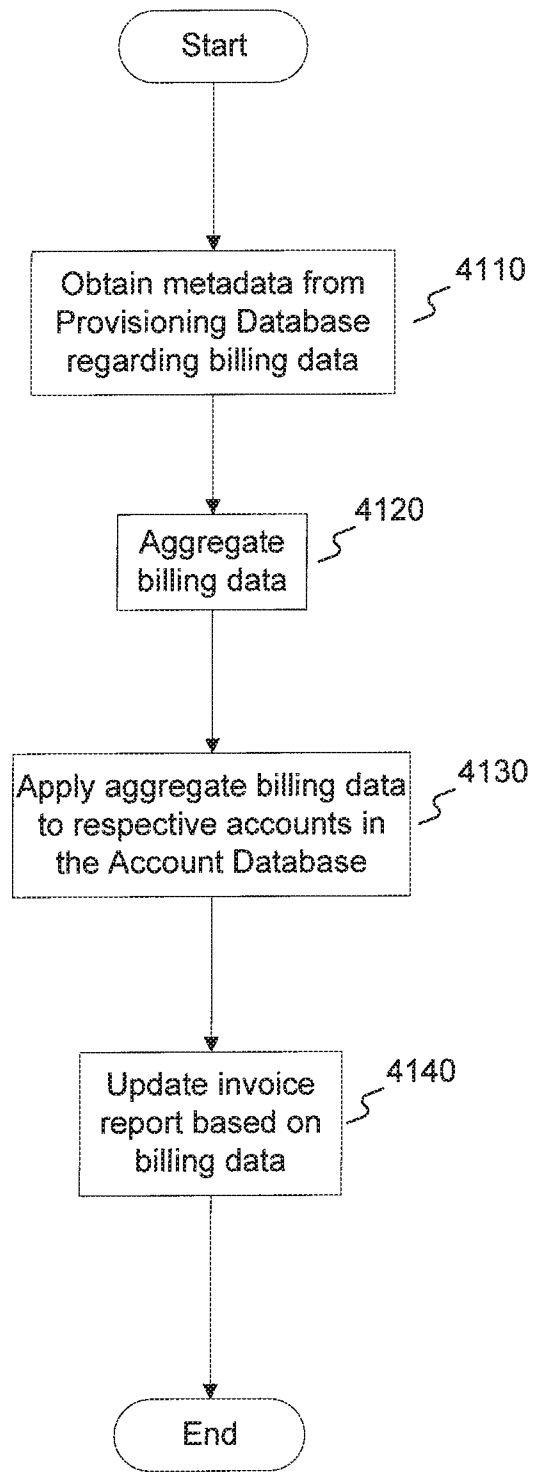 Start
Obtain metadata from
Provisioning Database
regarding billing data
4110
Aggregate
billing data
4120
Apply aggregate billing data
to respective accounts in
the Account Database
4130
Update invoice
report based on
billing data
4140
End